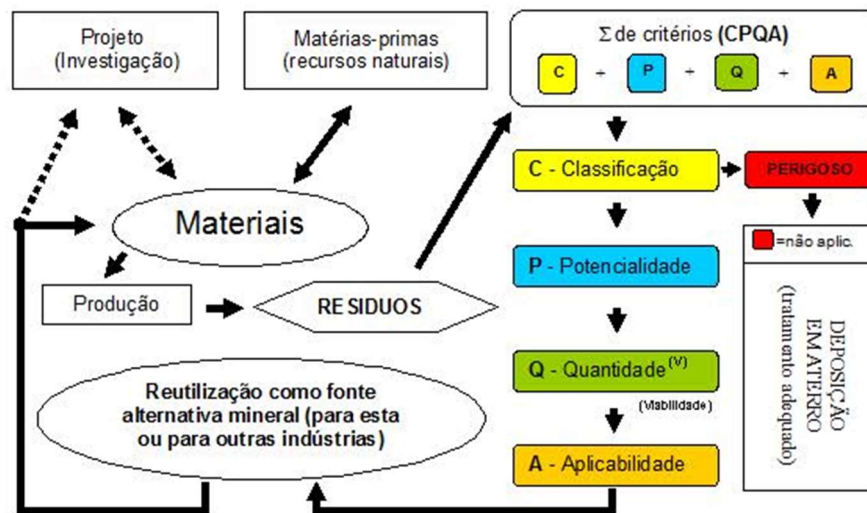 Projeto
(Investigação)
Matérias-primas
(recursos naturais)
Σ de critérios (CPQA)
C + P + Q + A
C - Classificação
PERIGOSO
Materiais
=não aplic.
P - Potencialidade
Produção
RESIDUOS
DEPOSIÇÃO
EM ATERRO
(tratamento adequado)
Q - Quantidade (V)
(Viabilidade)
Reutilização como fonte
alternativa mineral (para esta
ou para outras indústrias)
A - Aplicabilidade